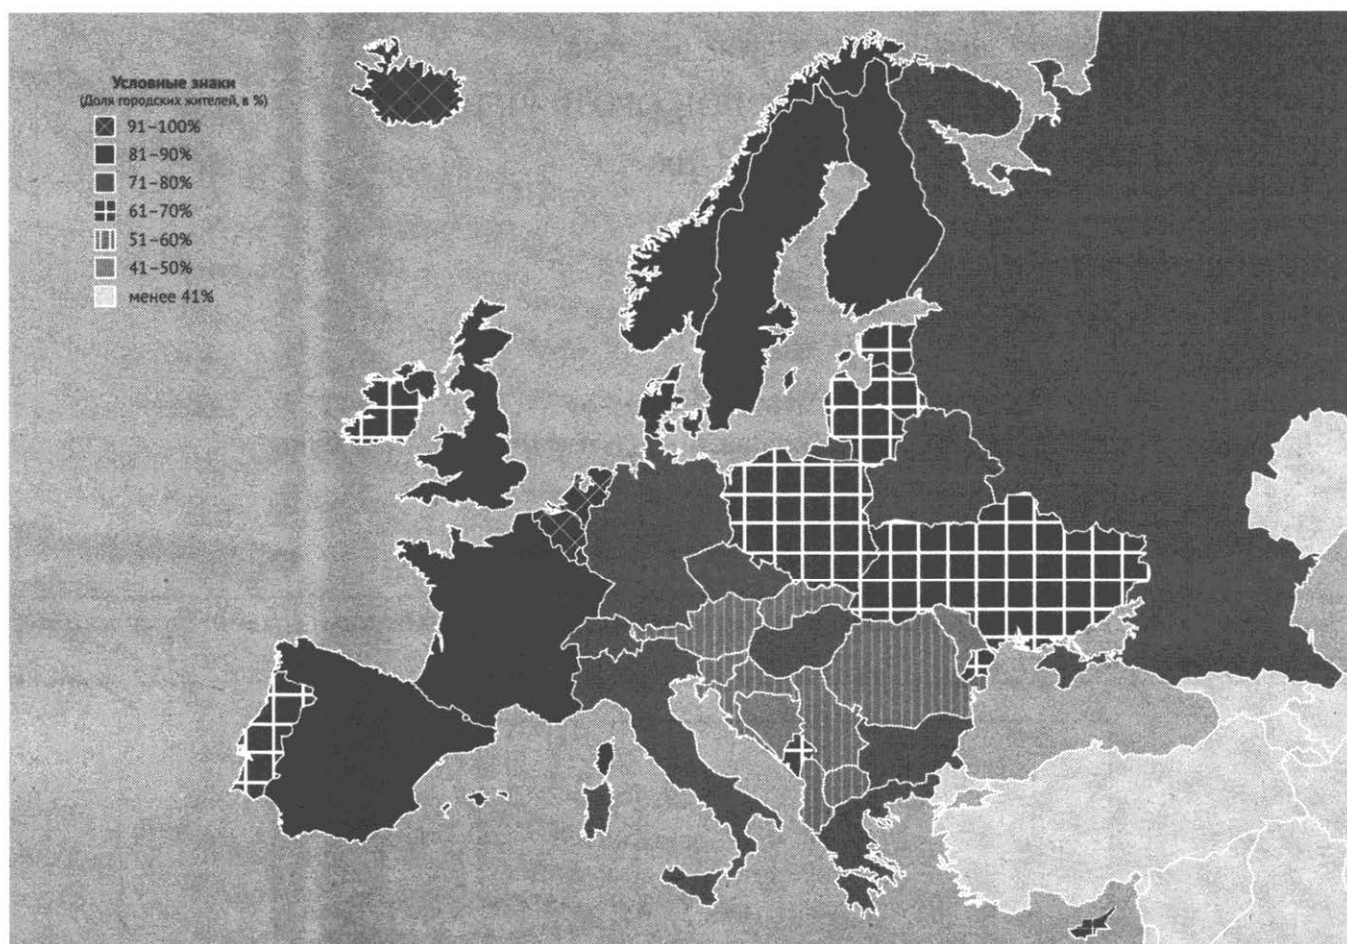 Условные знаки
(Доля городских жителей, в %)
91–100%
81–90%
71–80%
61–70%
51–60%
41–50%
менее 41%